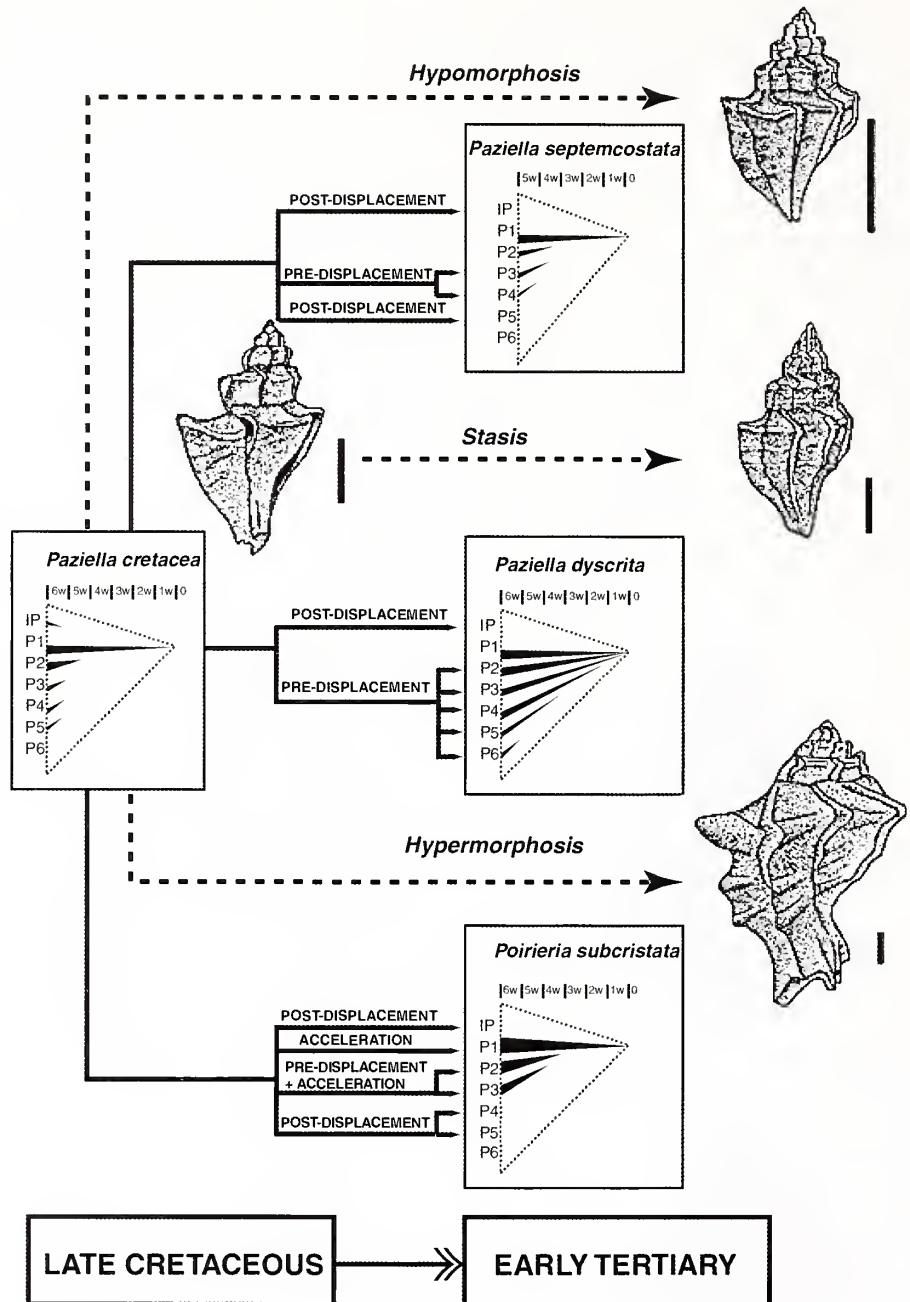 Hypomorphosis
Paziella septemcostata
5w 4w 3w 2w 1w 0
IP
P1
P2
P3
P4
P5
P6
POST-DISPLACEMENT
PRE-DISPLACEMENT
POST-DISPLACEMENT
Stasis
Paziella cretacea
6w 5w 4w 3w 2w 1w 0
IP
P1
P2
P3
P4
P5
P6
Paziella dyscrita
6w 5w 4w 3w 2w 1w 0
IP
P1
P2
P3
P4
P5
P6
POST-DISPLACEMENT
PRE-DISPLACEMENT
Hypermorphosis
Poirieria subcristata
6w 5w 4w 3w 2w 1w 0
IP
P1
P2
P3
P4
P5
P6
POST-DISPLACEMENT
ACCELERATION
PRE-DISPLACEMENT
+ ACCELERATION
POST-DISPLACEMENT
LATE CRETACEOUS
EARLY TERTIARY